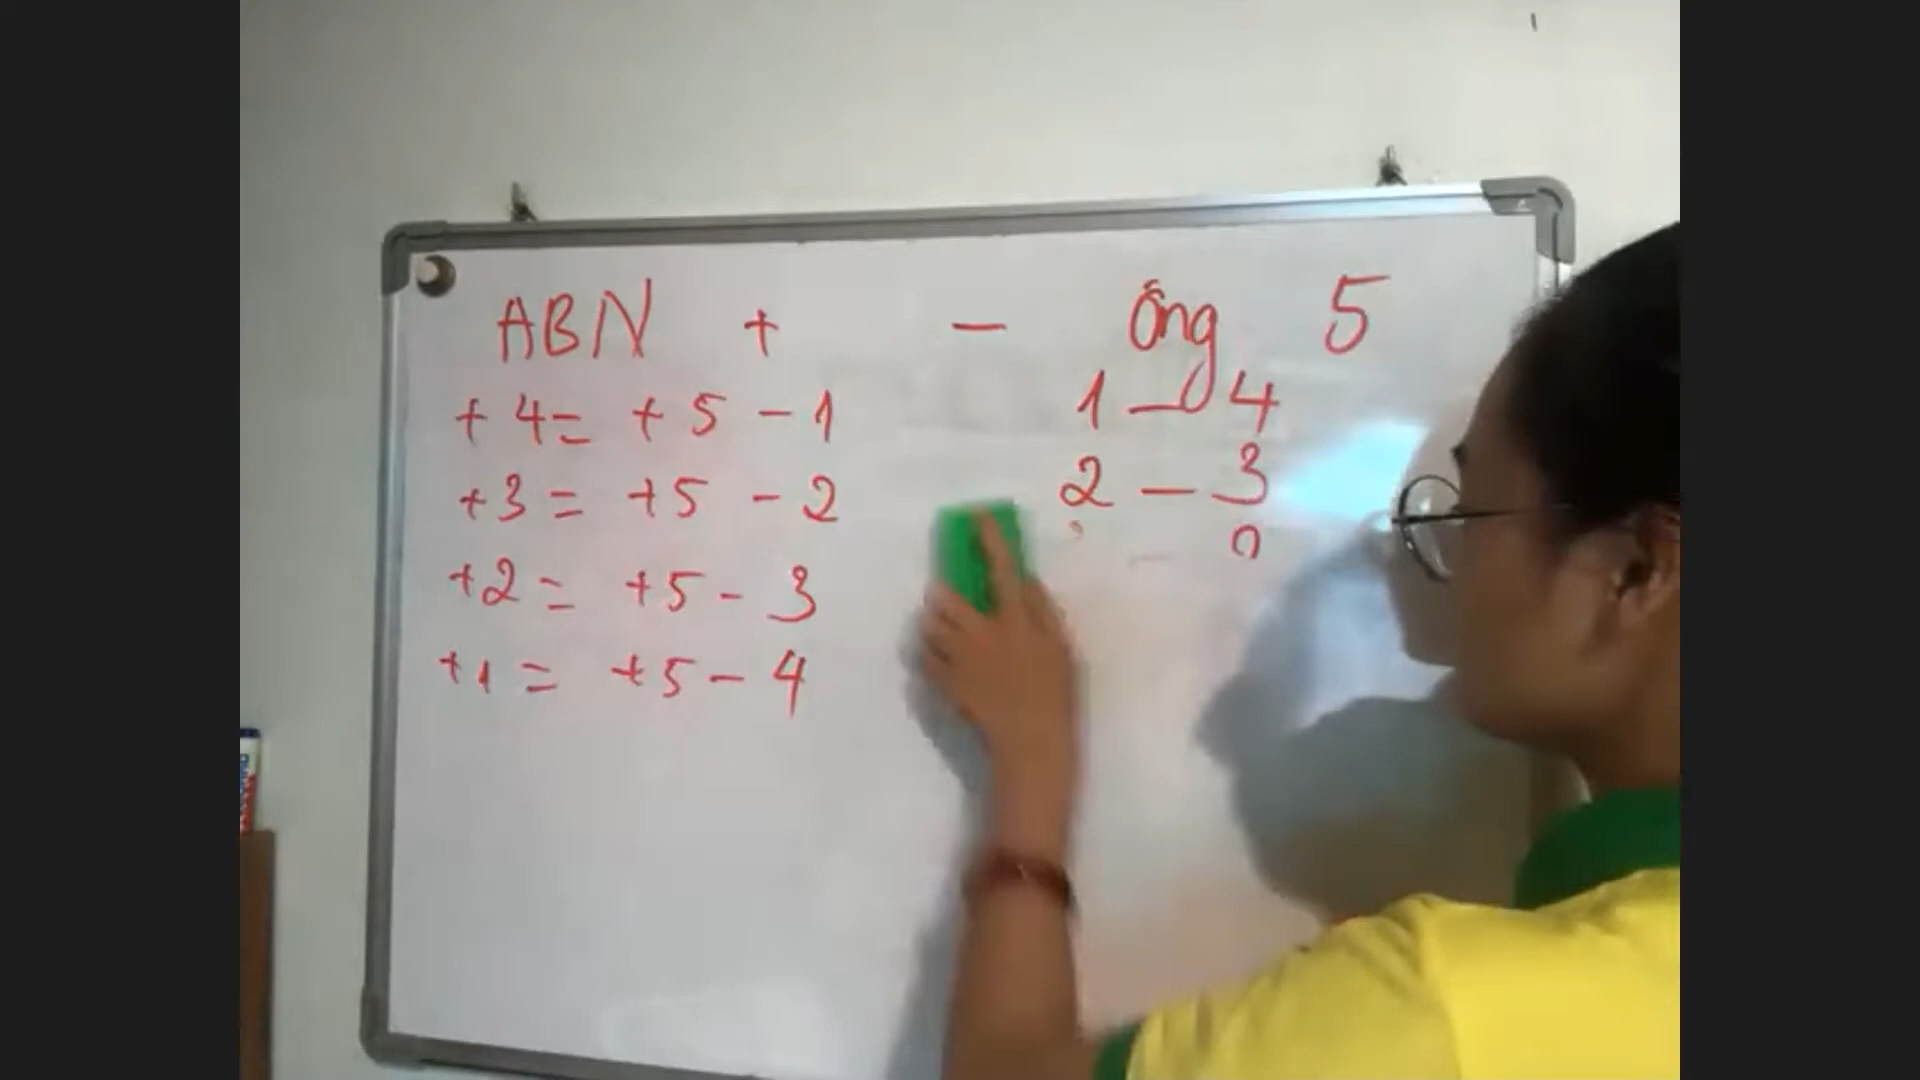 ABN + - ông 5
+ 4 = + 5 - 1
+3 = +5 - 2
+2 = +5 - 3
+1 = +5 - 4
1 - 4
2 - 3